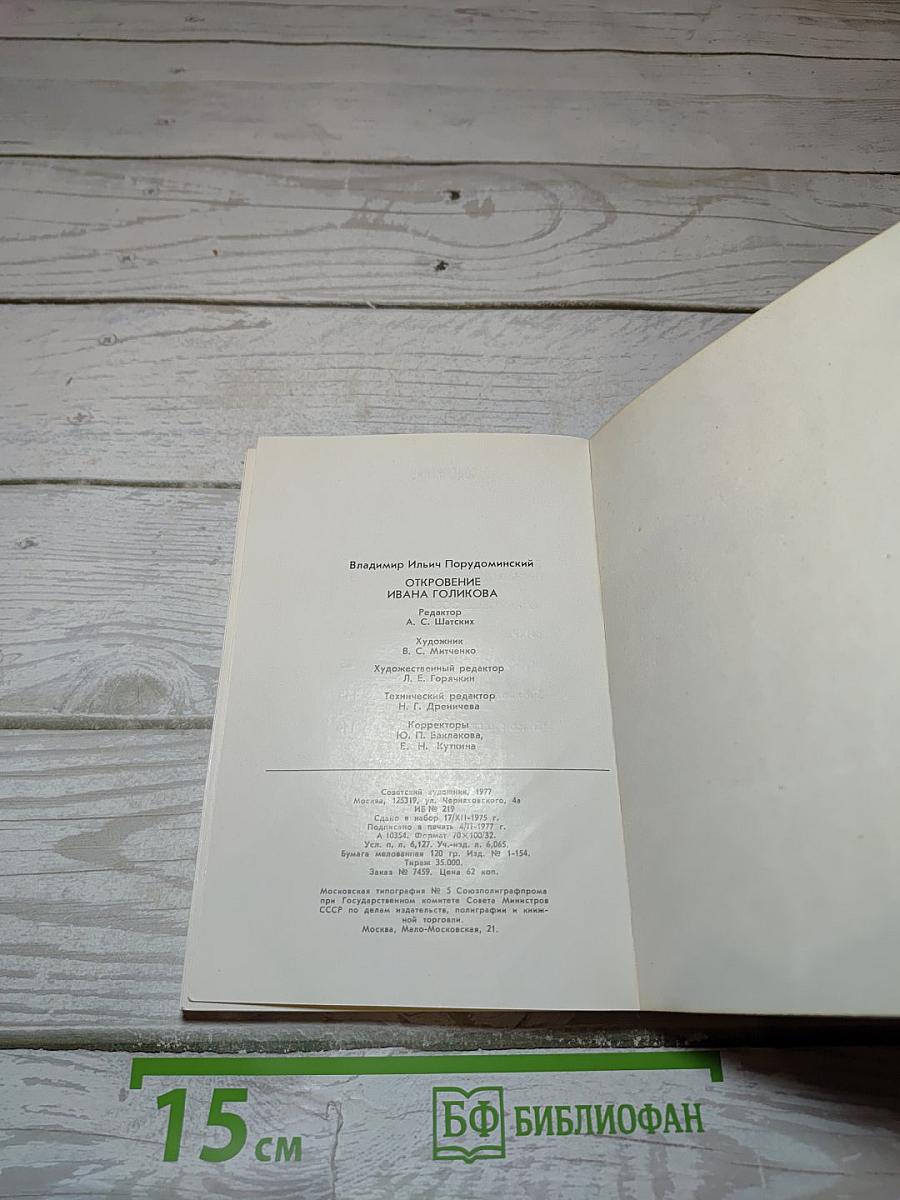 Владимир Ильич Порудоминский
ОТКРОВЕНИЕ
ИВАНА ГОЛИКОВА
Редактор
А. С. Шатских
Художник
В. С. Митченко
Художественный редактор
Л. Е. Горячкин
Технический редактор
Н. Г. Дреничева
Корректоры
Ю. П. Баклакова,
Е. Н. Куткина
Советский художник, 1977
Москва, 125319, ул. Черняховского, 4а
ИБ № 219
Сдано в набор 17/XII-1975 г.
Подписано в печать 4/II-1977 г.
А 10354. Формат 70×100/32.
Усл. п. л. 6,127. Уч.-изд. л. 6,065.
Бумага мелованная 120 гр. Изд. № 1-154.
Тираж 35.000.
Заказ № 7459. Цена 62 коп.
Московская типография № 5 Союзполиграфпрома
при Государственном комитете Совета Министров
СССР по делам издательств, полиграфии и книж-
ной торговли.
Москва, Мало-Московская, 21.
15 см
БФ БИБЛИОФАН